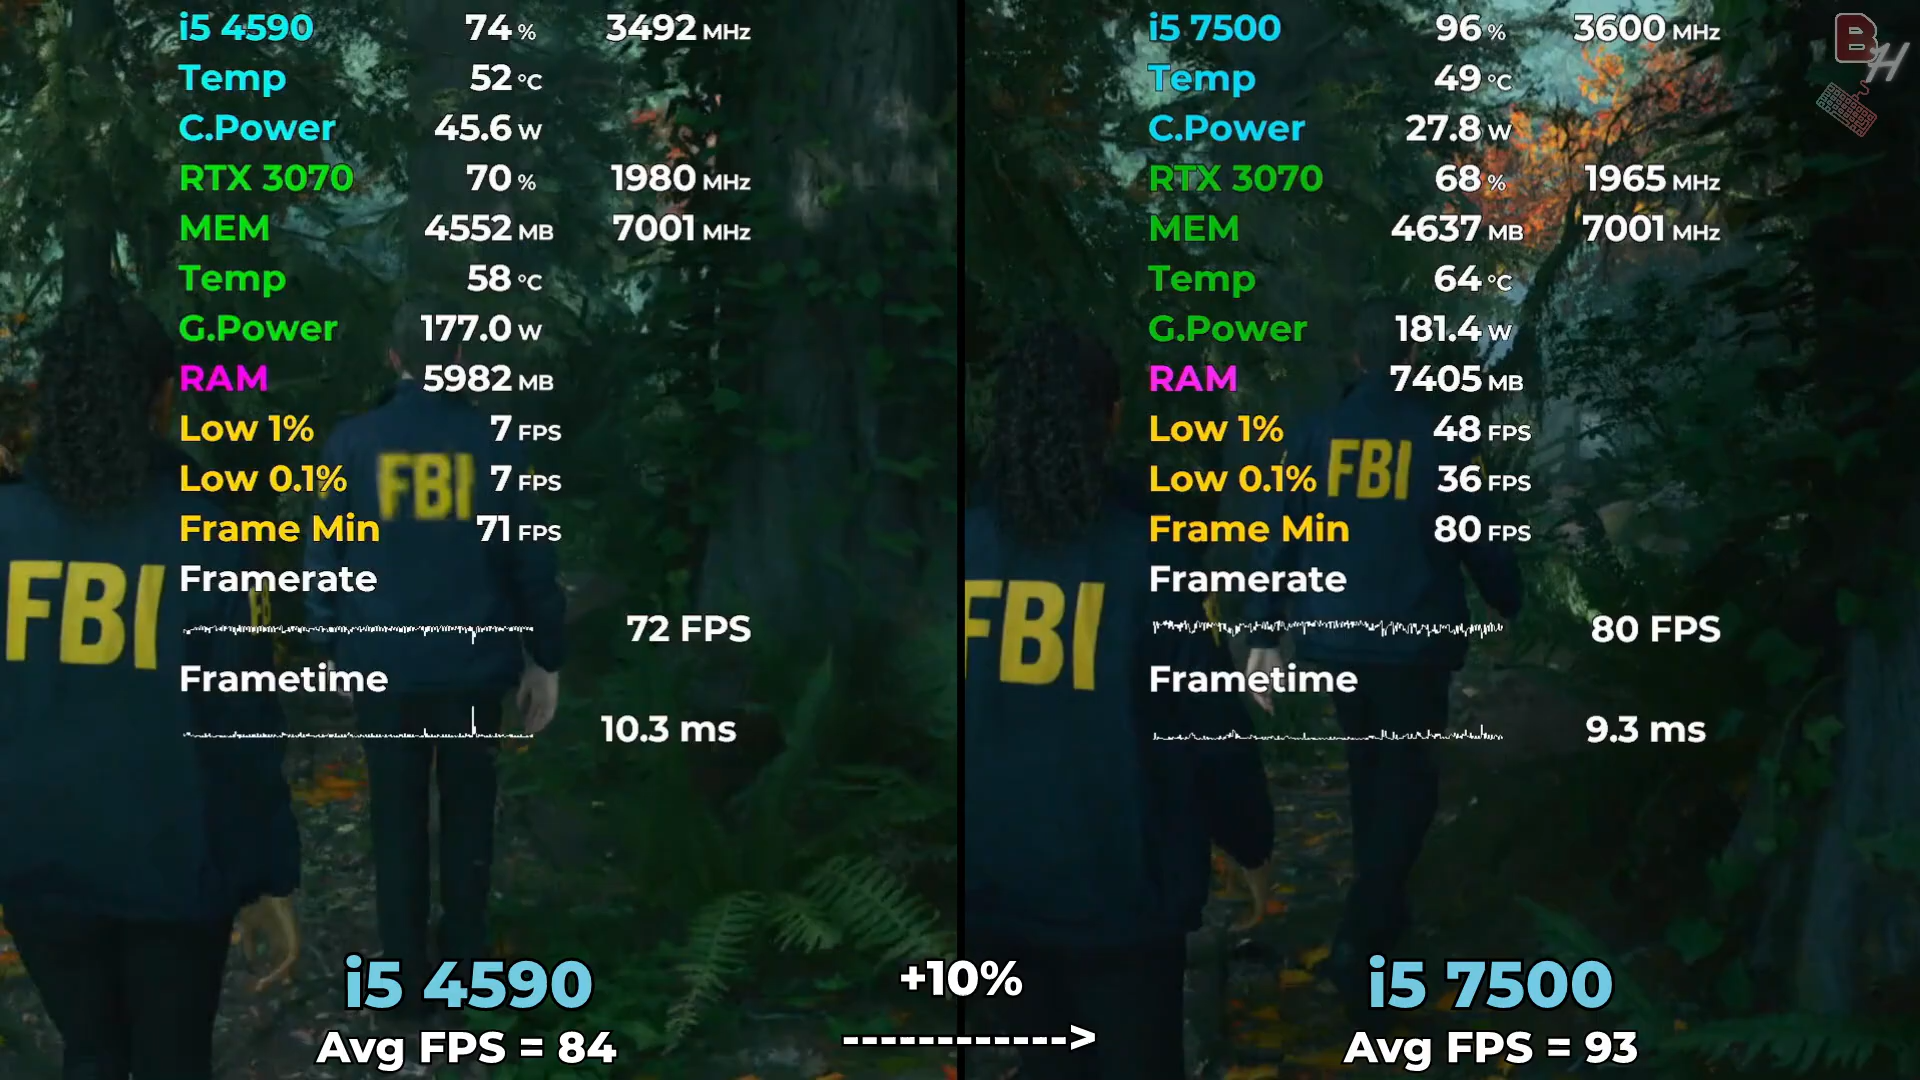 i5 4590 74 % 3492 MHz
Temp 52 °C
C.Power 45.6 W
RTX 3070 70 % 1980 MHz
MEM 4552 MB 7001 MHz
Temp 58 °C
G.Power 177.0 W
RAM 5982 MB
Low 1% 7 FPS
Low 0.1% 7 FPS
Frame Min 71 FPS
Framerate
72 FPS
Frametime
10.3 ms
FBI
FBI
i5 4590
Avg FPS = 84
+10%
------------>
i5 7500 96 % 3600 MHz
Temp 49 °C
C.Power 27.8 W
RTX 3070 68 % 1965 MHz
MEM 4637 MB 7001 MHz
Temp 64 °C
G.Power 181.4 W
RAM 7405 MB
Low 1% 48 FPS
Low 0.1% 36 FPS
Frame Min 80 FPS
Framerate
80 FPS
Frametime
9.3 ms
FBI
FBI
i5 7500
Avg FPS = 93
BH